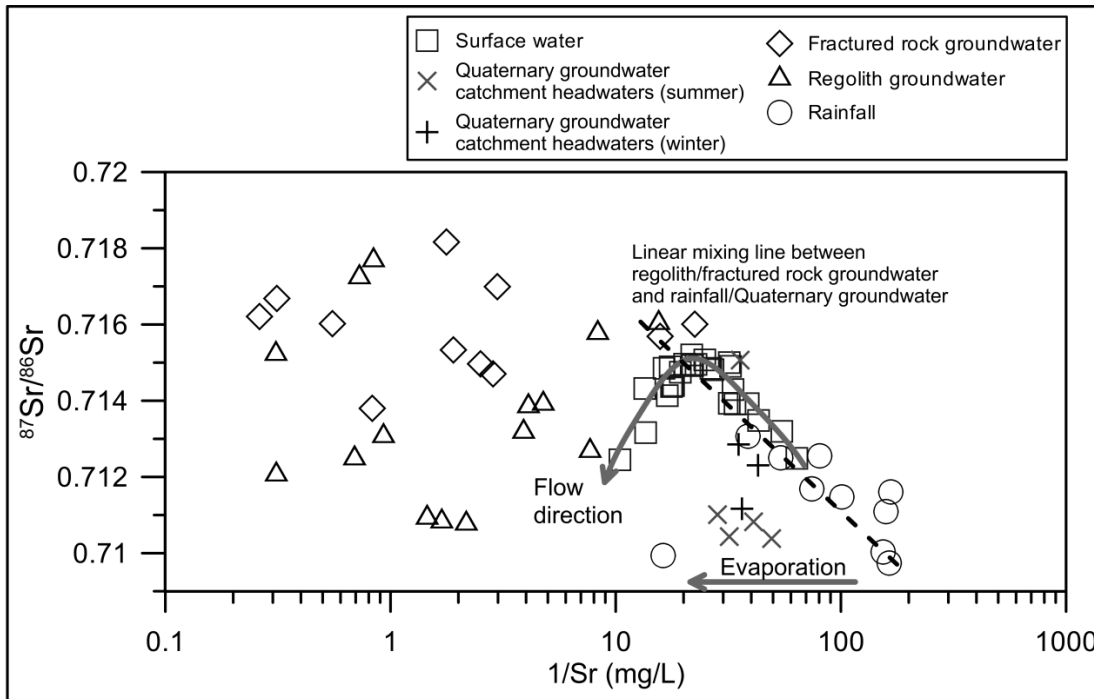 Surface water
Quaternary groundwater
catchment headwaters (summer)
Quaternary groundwater
catchment headwaters (winter)
Fractured rock groundwater
Regolith groundwater
Rainfall
0.72
0.718
0.716
0.714
0.712
0.71
⁸⁷Sr/⁸⁶Sr
Linear mixing line between
regolith/fractured rock groundwater
and rainfall/Quaternary groundwater
Flow
direction
Evaporation
0.1
1
10
100
1000
1/Sr (mg/L)